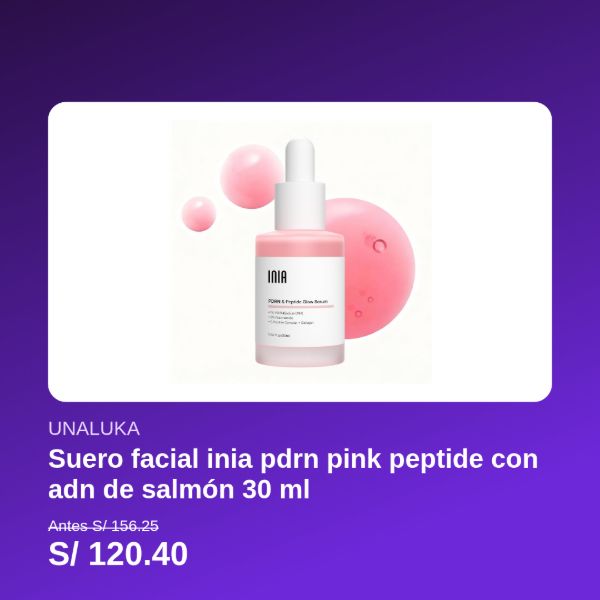 INIA
PDRN & Peptide Glow Serum
UNALUKA
Suero facial inia pdrn pink peptide con
adn de salmón 30 ml
Antes S/ 156.25
S/ 120.40